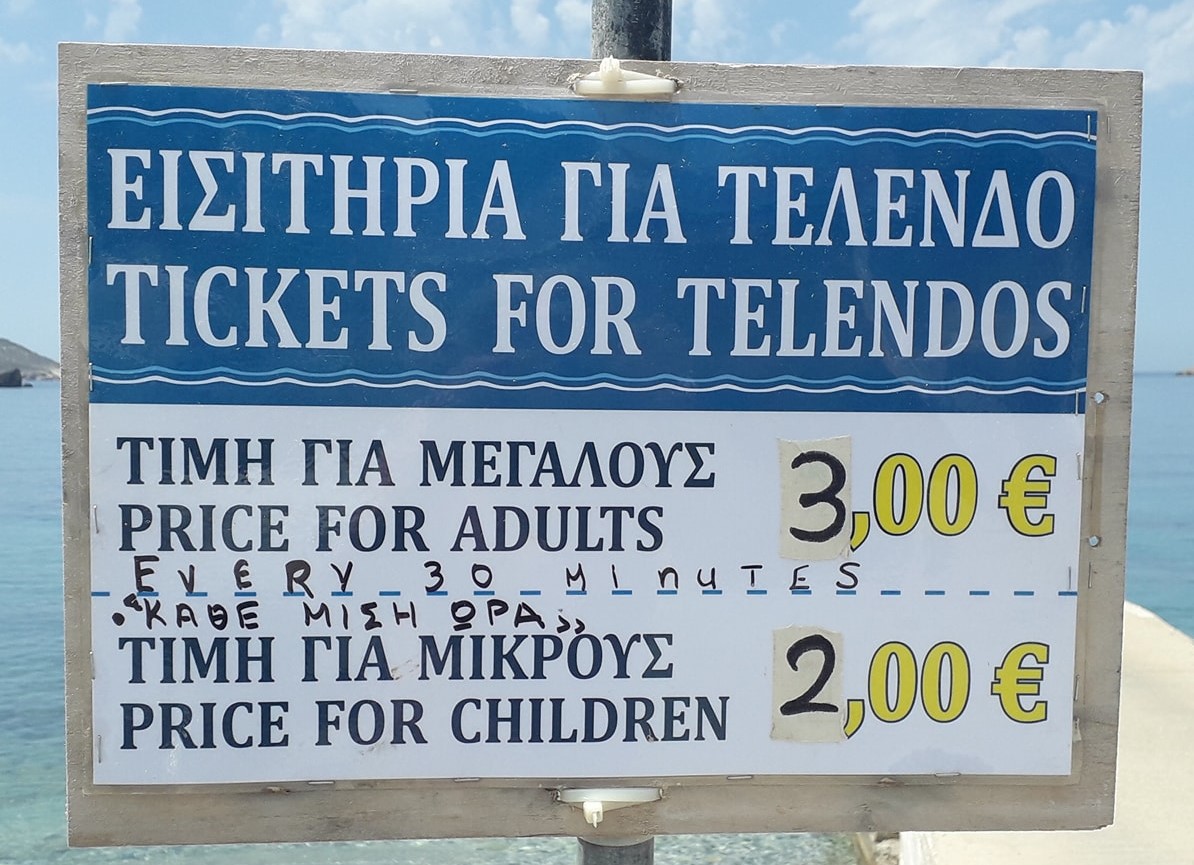 ΕΙΣΙΤΗΡΙΑ ΓΙΑ ΤΕΛΕΝΔΟ
TICKETS FOR TELENDOS
ΤΙΜΗ ΓΙΑ ΜΕΓΑΛΟΥΣ 3,00 €
PRICE FOR ADULTS
EVERY 30 MInuTES
"ΚΑΘΕ ΜΙΣΗ ΩΡΑ»
ΤΙΜΗ ΓΙΑ ΜΙΚΡΟΥΣ 2,00 €
PRICE FOR CHILDREN